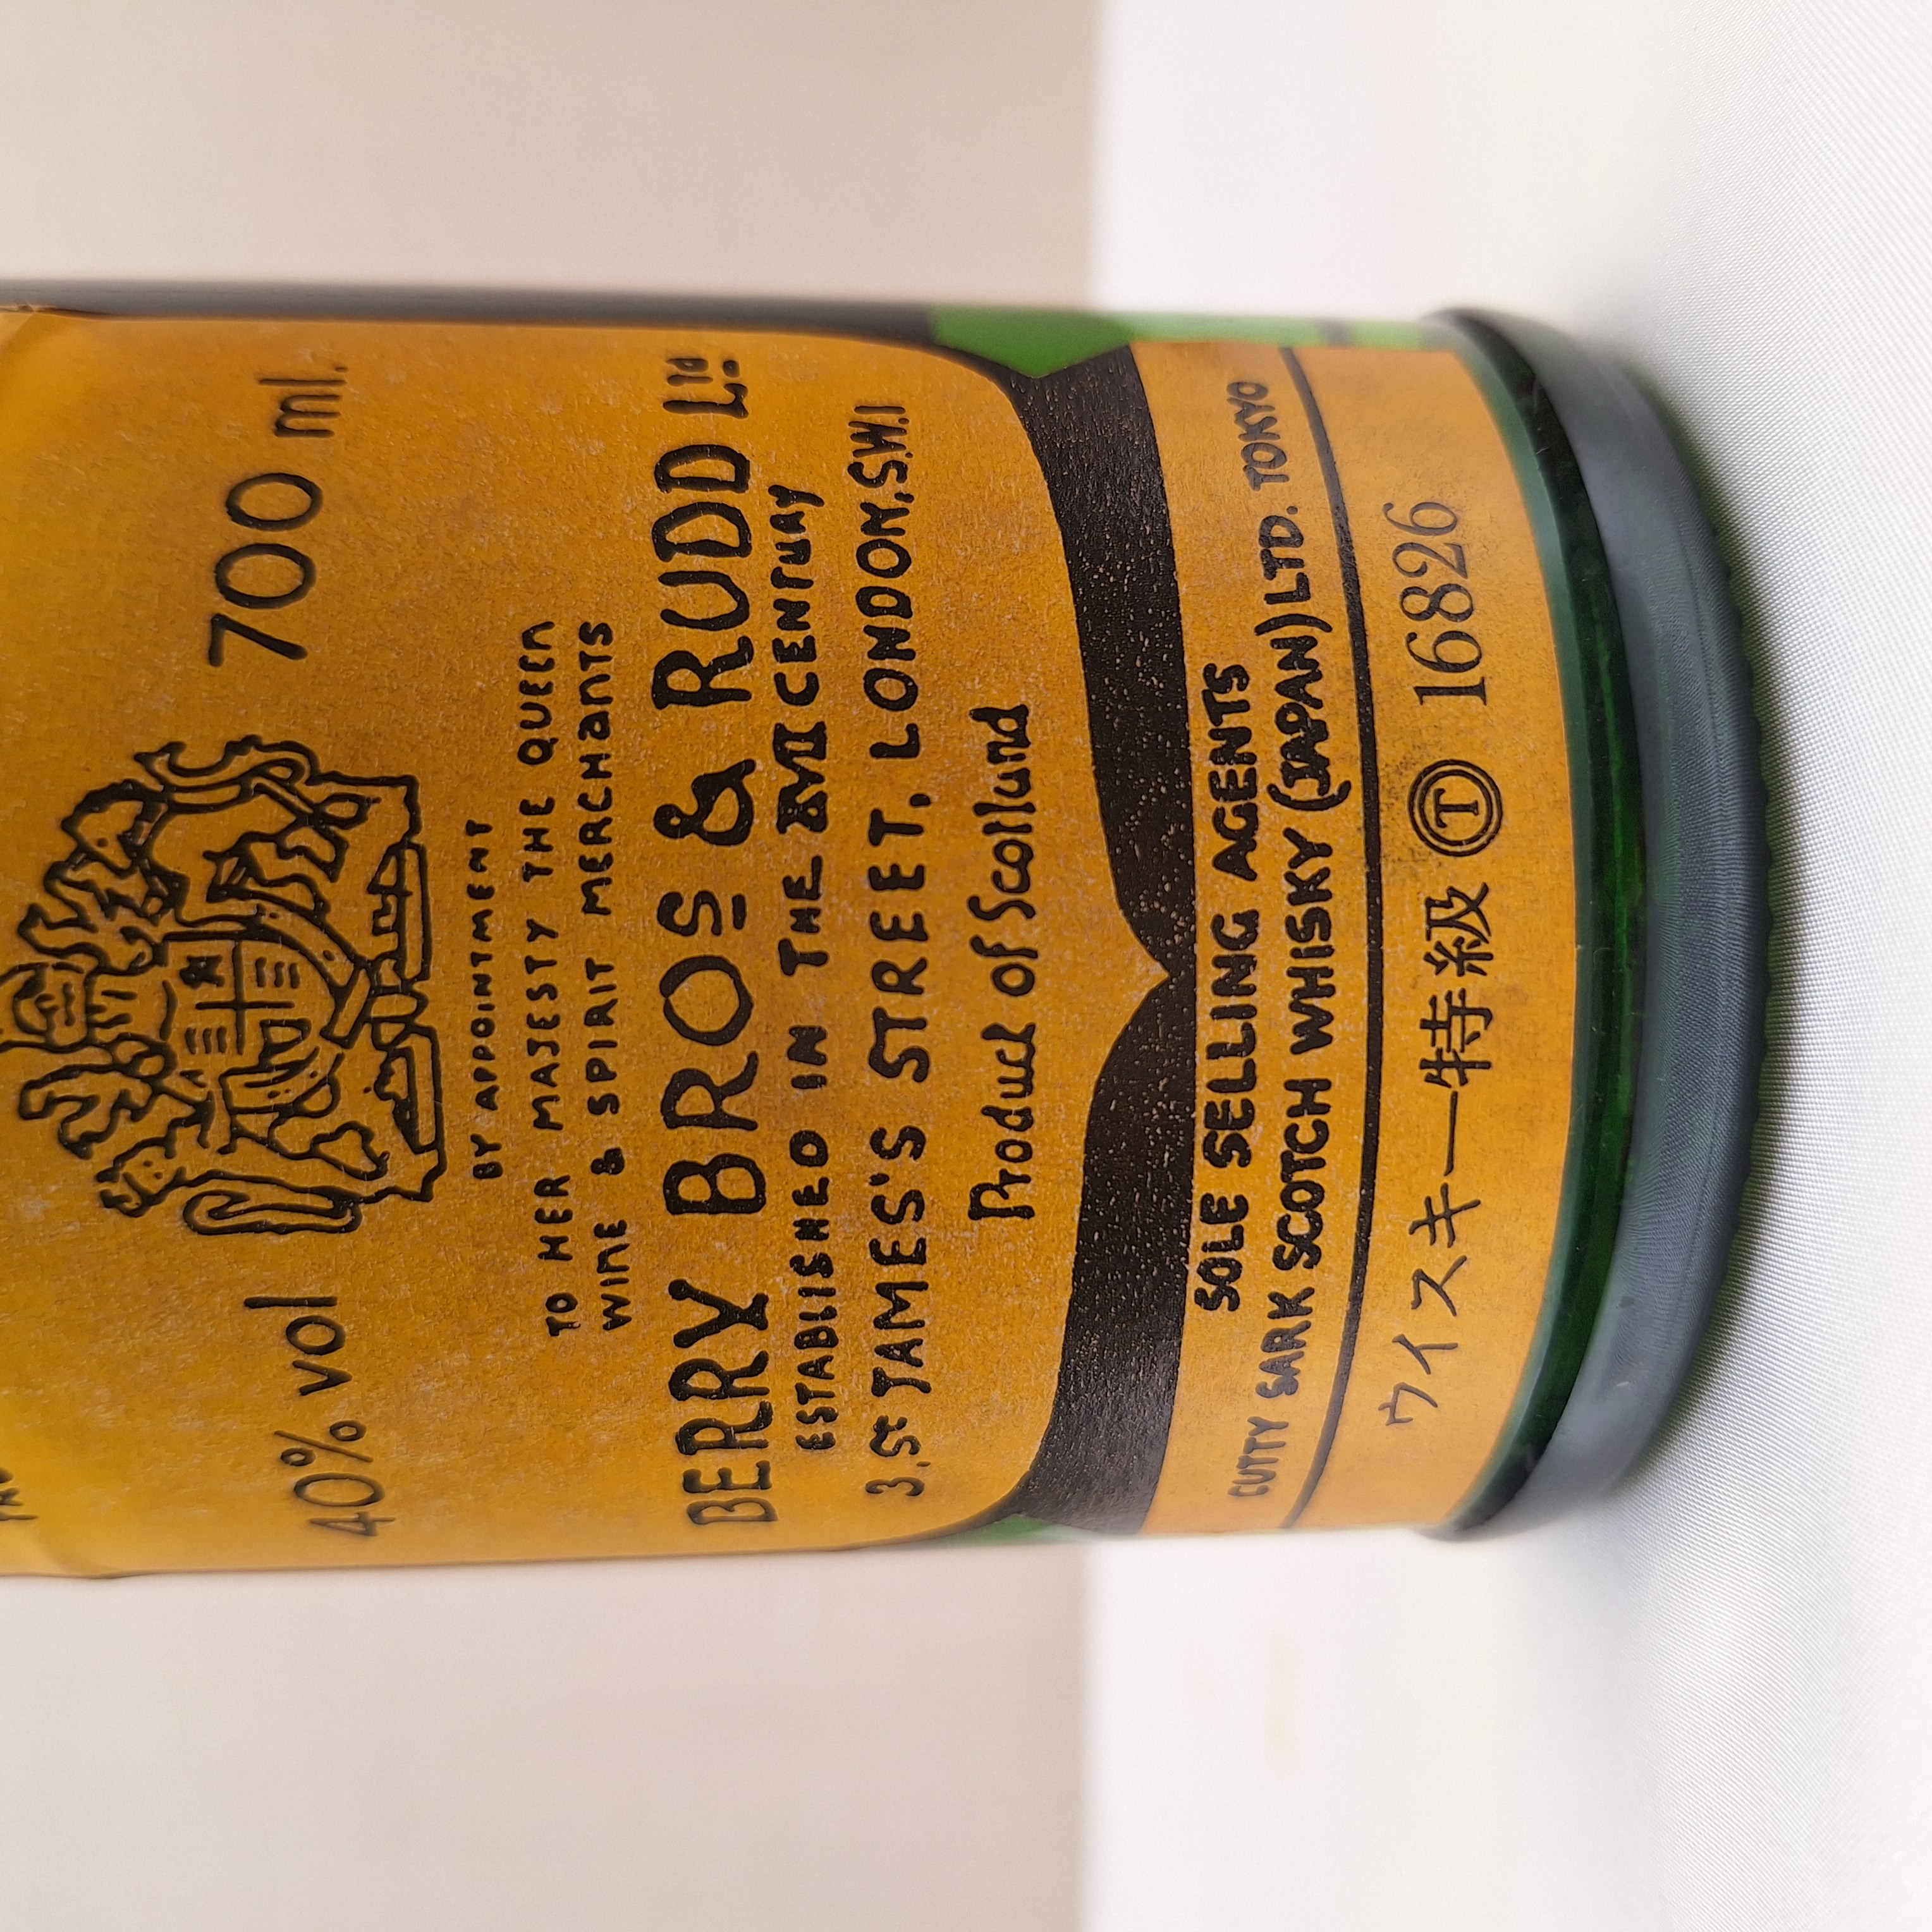 40% vol 700 ml.
BY APPOINTMENT
TO HER MAJESTY THE QUEEN
WINE & SPIRIT MERCHANTS
BERRY BROS & RUDD LTD
ESTABLISHED IN THE XVII CENTURY
3, St JAMES'S STREET, LONDON, S.W.1
Product of Scotland
SOLE SELLING AGENTS
CUTTY SARK SCOTCH WHISKY (JAPAN) LTD. TOKYO
ウイスキー特級 Ⓣ 16826